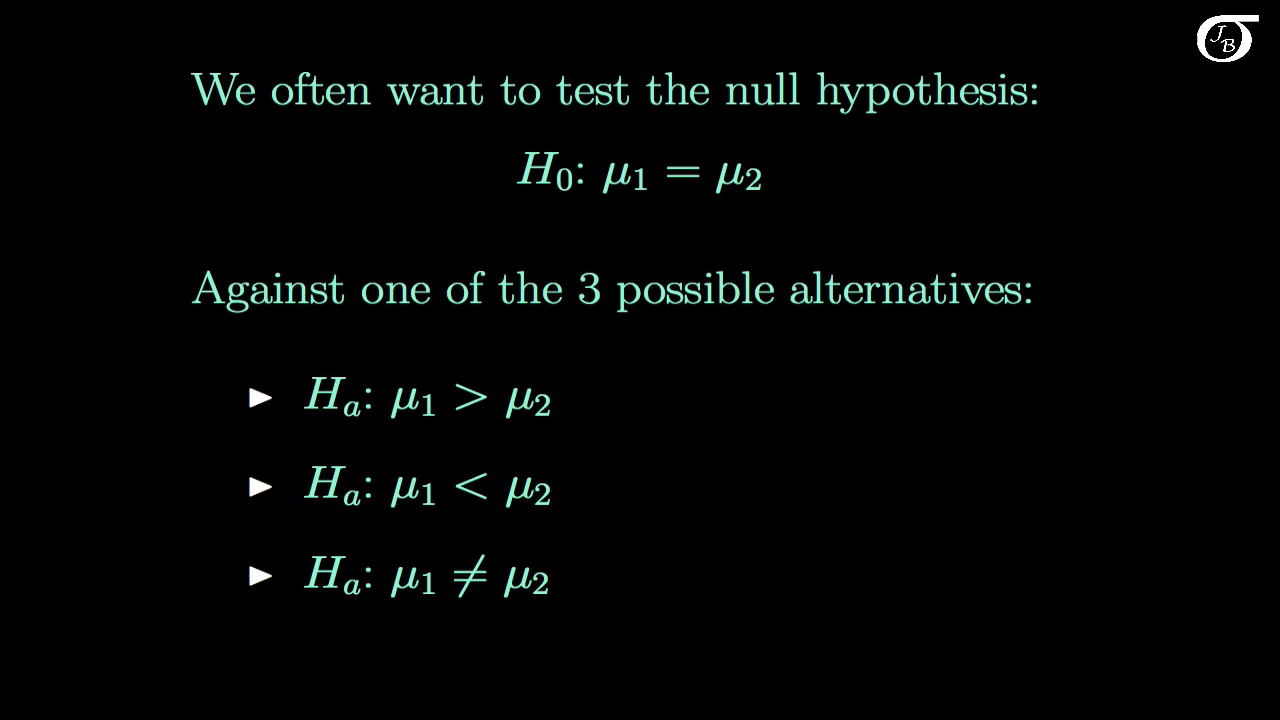 J B
We often want to test the null hypothesis:
H₀: μ₁ = μ₂
Against one of the 3 possible alternatives:
► Hₐ: μ₁ > μ₂
► Hₐ: μ₁ < μ₂
► Hₐ: μ₁ ≠ μ₂